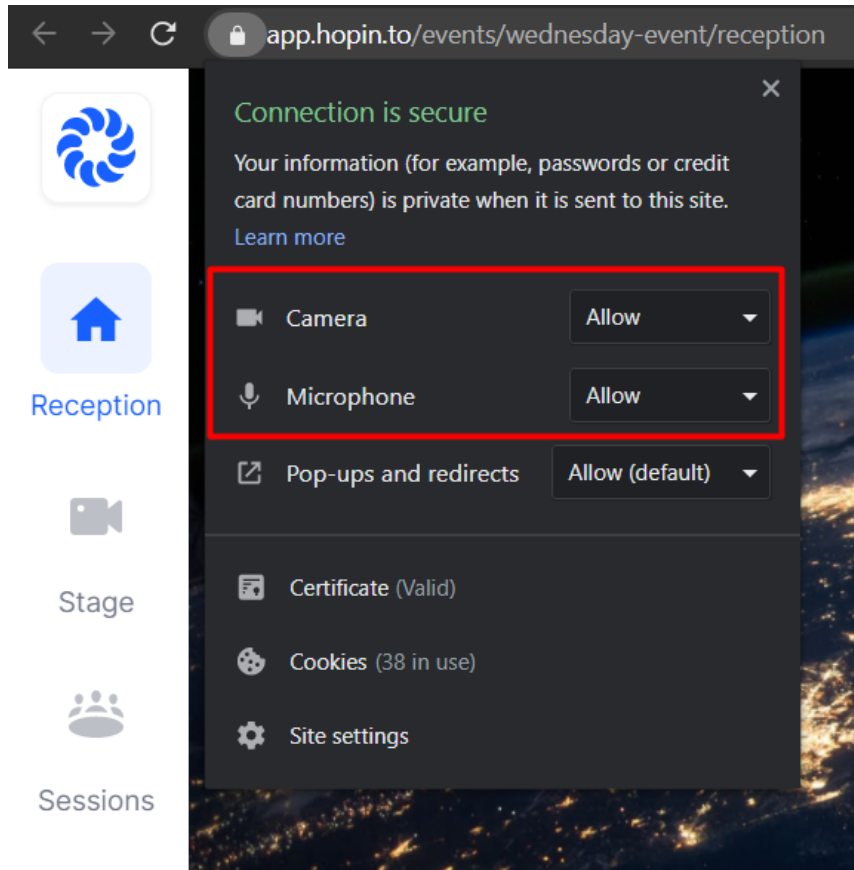 app.hopin.to/events/wednesday-event/reception
Connection is secure
Your information (for example, passwords or credit
card numbers) is private when it is sent to this site.
Learn more
Camera Allow
Microphone Allow
Pop-ups and redirects Allow (default)
Certificate (Valid)
Cookies (38 in use)
Site settings
Reception
Stage
Sessions